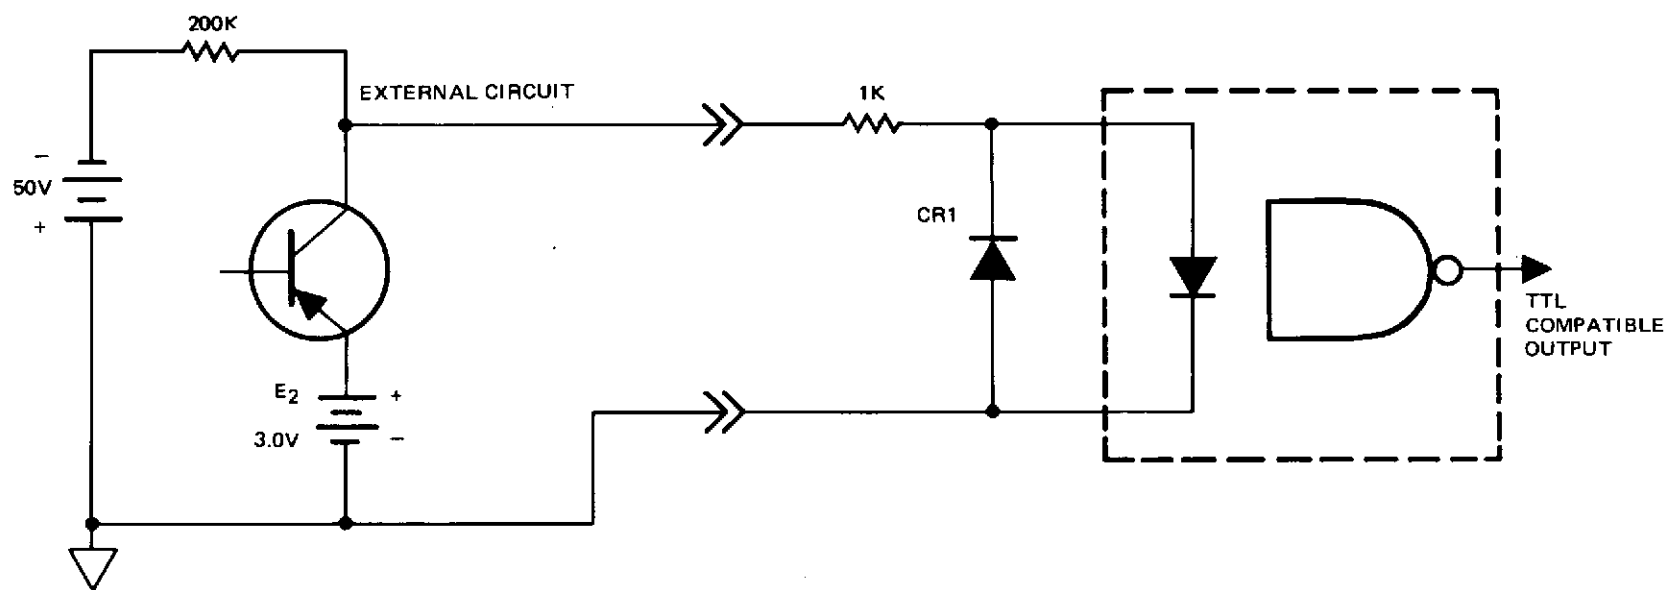 200K
EXTERNAL CIRCUIT
1K
−
50V
+
CR1
E2
+
3.0V
−
TTL
COMPATIBLE
OUTPUT